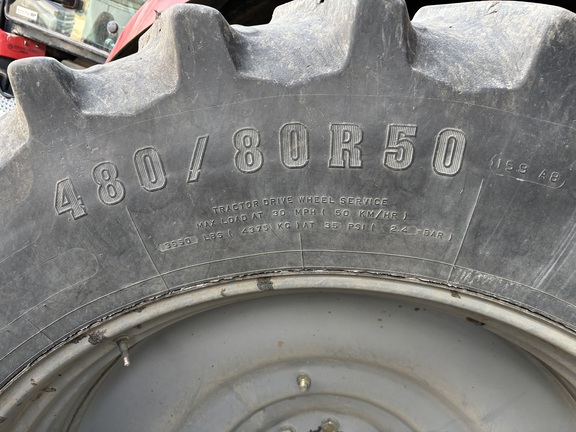 480/80R50
159 A8
TRACTOR DRIVE WHEEL SERVICE
MAX LOAD AT 30 MPH ( 50 KM/HR )
LBS ( 4375 KG ) AT 35 PSI ( 2.4 BAR )